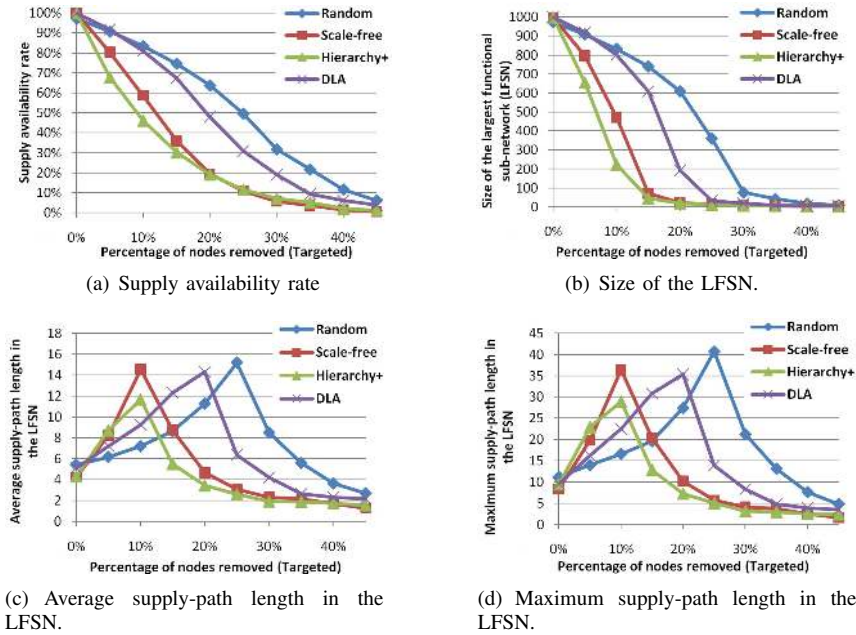 100%
90%
80%
70%
60%
50%
40%
30%
20%
10%
0%
Supply availability rate
0% 10% 20% 30% 40%
Percentage of nodes removed (Targeted)
Random
Scale-free
Hierarchy+
DLA
(a) Supply availability rate
1000
900
800
700
600
500
400
300
200
100
0
Size of the largest functional
sub-network (LFSN)
0% 10% 20% 30% 40%
Percentage of nodes removed (Targeted)
Random
Scale-free
Hierarchy+
DLA
(b) Size of the LFSN.
18
16
14
12
10
8
6
4
2
0
Average supply-path length in
the LFSN
0% 10% 20% 30% 40%
Percentage of nodes removed (Targeted)
Random
Scale-free
Hierarchy+
DLA
(c) Average supply-path length in the
LFSN.
45
40
35
30
25
20
15
10
5
0
Maximum supply-path length in
the LFSN
0% 10% 20% 30% 40%
Percentage of nodes removed (Targeted)
Random
Scale-free
Hierarchy+
DLA
(d) Maximum supply-path length in the
LFSN.